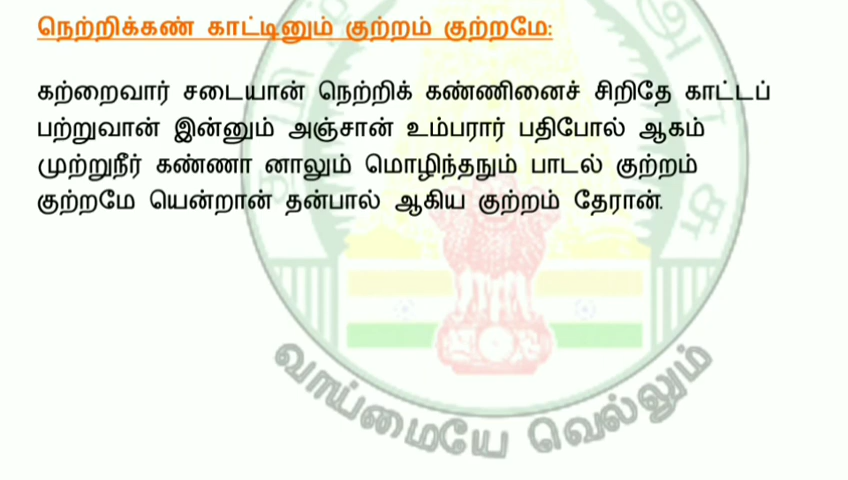 நெற்றிக்கண் காட்டினும் குற்றம் குற்றமே:
கற்றைவார் சடையான் நெற்றிக் கண்ணினைச் சிறிதே காட்டப்
பற்றுவான் இன்னும் அஞ்சான் உம்பரார் பதிபோல் ஆகம்
முற்றுநீர் கண்ணா னாலும் மொழிந்தநும் பாடல் குற்றம்
குற்றமே யென்றான் தன்பால் ஆகிய குற்றம் தேரான்.
வாய்மையே வெல்லும்